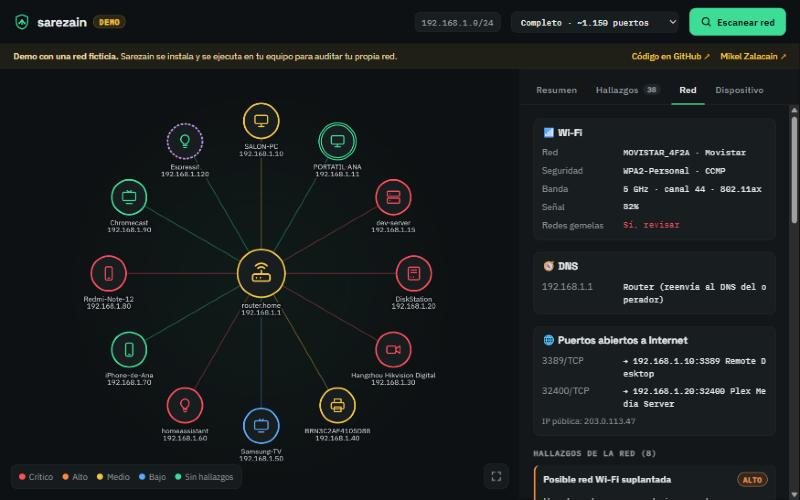 sarezain DEMO
192.168.1.0/24
Completo · ~1.150 puertos
Escanear red
Demo con una red ficticia. Sarezain se instala y se ejecuta en tu equipo para auditar tu propia red.
Código en GitHub ↗ Mikel Zalacain ↗
SALON-PC
192.168.1.10
Espressif
192.168.1.120
PORTATIL-ANA
192.168.1.11
Chromecast
192.168.1.90
dev-server
192.168.1.15
Redmi-Note-12
192.168.1.80
router.home
192.168.1.1
DiskStation
192.168.1.20
iPhone-de-Ana
192.168.1.70
Hangzhou Hikvision Digital
192.168.1.30
homeassistant
192.168.1.60
BRN3C2AF41D5D88
192.168.1.40
Samsung-TV
192.168.1.50
Crítico Alto Medio Bajo Sin hallazgos
Resumen Hallazgos 38 Red Dispositivo
Wi-Fi
Red MOVISTAR_4F2A · Movistar
Seguridad WPA2-Personal · CCMP
Banda 5 GHz · canal 44 · 802.11ax
Señal 82%
Redes gemelas Sí, revisar
DNS
192.168.1.1 Router (reenvía al DNS del o
perador)
Puertos abiertos a Internet
3389/TCP → 192.168.1.10:3389 Remote D
esktop
32400/TCP → 192.168.1.20:32400 Plex Me
dia Server
IP pública: 203.0.113.47
HALLAZGOS DE LA RED (8)
Posible red Wi-Fi suplantada ALTO